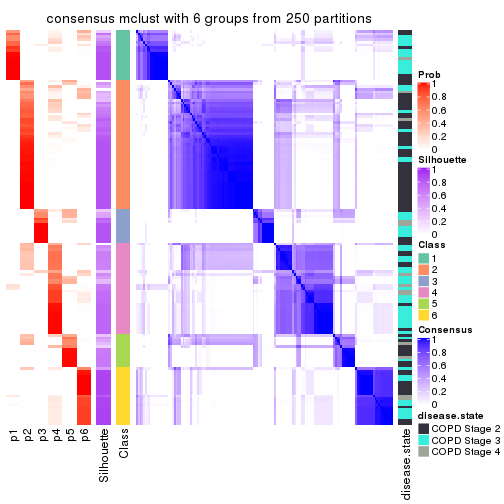 consensus mclust with 6 groups from 250 partitions
Prob
1
0.8
0.6
0.4
0.2
0
Silhouette
1
0.8
0.6
0.4
0.2
0
Class
1
2
3
4
5
6
Consensus
1
0.8
0.6
0.4
0.2
0
disease.state
COPD Stage 2
COPD Stage 3
COPD Stage 4
p1
p2
p3
p4
p5
p6
Silhouette
Class
disease.state